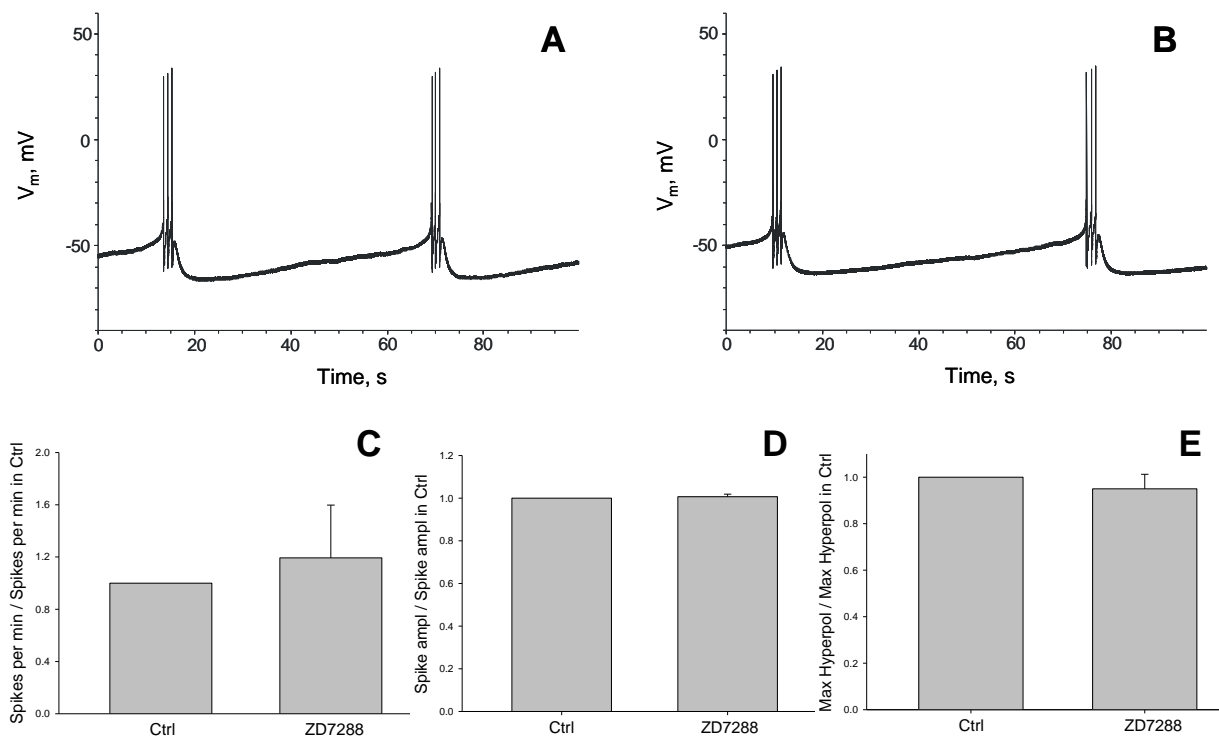 A
50
0
-50
V_m, mV
0 20 40 60 80
Time, s
B
50
0
-50
V_m, mV
0 20 40 60 80
Time, s
C
2.0
1.6
1.2
0.8
0.4
0.0
Spikes per min / Spikes per min in Ctrl
Ctrl ZD7288
D
1.2
1.0
0.8
0.6
0.4
0.2
0.0
Spike ampl / Spike ampl in Ctrl
Ctrl ZD7288
E
1.0
0.8
0.6
0.4
0.2
0.0
Max Hyperpol / Max Hyperpol in Ctrl
Ctrl ZD7288